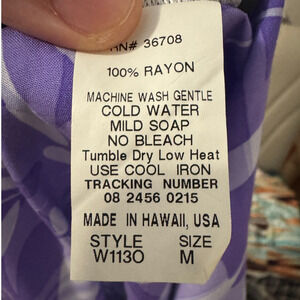 RN# 36708
100% RAYON
MACHINE WASH GENTLE
COLD WATER
MILD SOAP
NO BLEACH
Tumble Dry Low Heat
USE COOL IRON
TRACKING NUMBER
08 2456 0215
MADE IN HAWAII, USA
STYLE SIZE
W1130 M